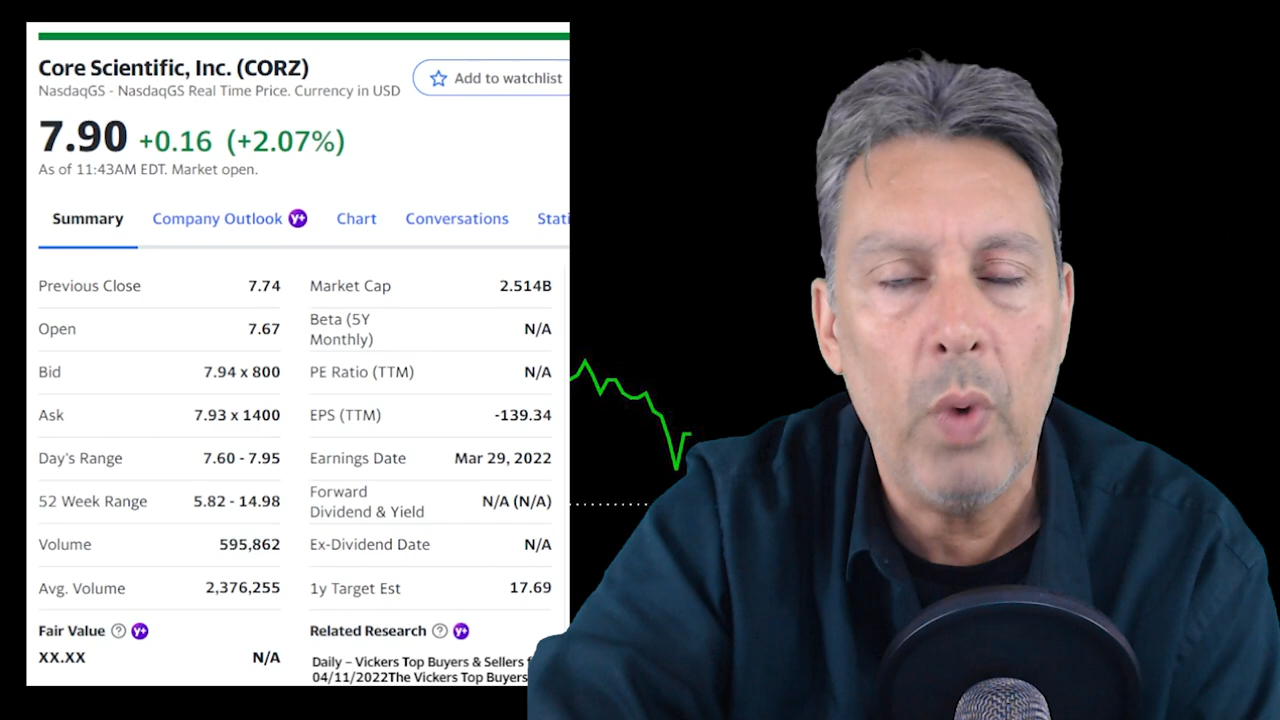 Core Scientific, Inc. (CORZ)
Add to watchlist
NasdaqGS - NasdaqGS Real Time Price. Currency in USD
7.90 +0.16 (+2.07%)
As of 11:43AM EDT. Market open.
Summary Company Outlook Y+ Chart Conversations Stati
Previous Close 7.74
Open 7.67
Bid 7.94 x 800
Ask 7.93 x 1400
Day's Range 7.60 - 7.95
52 Week Range 5.82 - 14.98
Volume 595,862
Avg. Volume 2,376,255
Fair Value ? Y+
XX.XX N/A
Market Cap 2.514B
Beta (5Y
Monthly) N/A
PE Ratio (TTM) N/A
EPS (TTM) -139.34
Earnings Date Mar 29, 2022
Forward
Dividend & Yield N/A (N/A)
Ex-Dividend Date N/A
1y Target Est 17.69
Related Research ? Y+
Daily – Vickers Top Buyers & Sellers
04/11/2022The Vickers Top Buyers